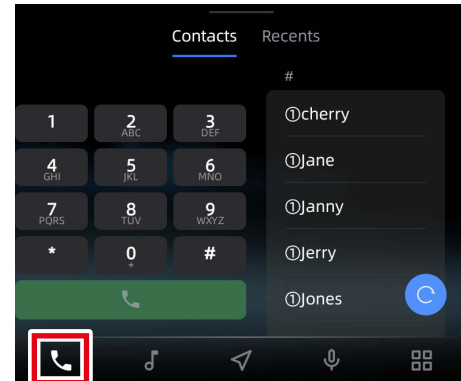 Contacts Recents
#
1 2 3
ABC DEF
4 5 6
GHI JKL MNO
7 8 9
PQRS TUV WXYZ
* 0 #
+
①cherry
①Jane
①Janny
①Jerry
①Jones